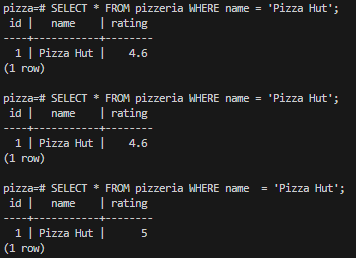 pizza=# SELECT * FROM pizzeria WHERE name = 'Pizza Hut';
 id |   name    | rating
----+-----------+--------
  1 | Pizza Hut |    4.6
(1 row)

pizza=# SELECT * FROM pizzeria WHERE name = 'Pizza Hut';
 id |   name    | rating
----+-----------+--------
  1 | Pizza Hut |    4.6
(1 row)

pizza=# SELECT * FROM pizzeria WHERE name  = 'Pizza Hut';
 id |   name    | rating
----+-----------+--------
  1 | Pizza Hut |      5
(1 row)